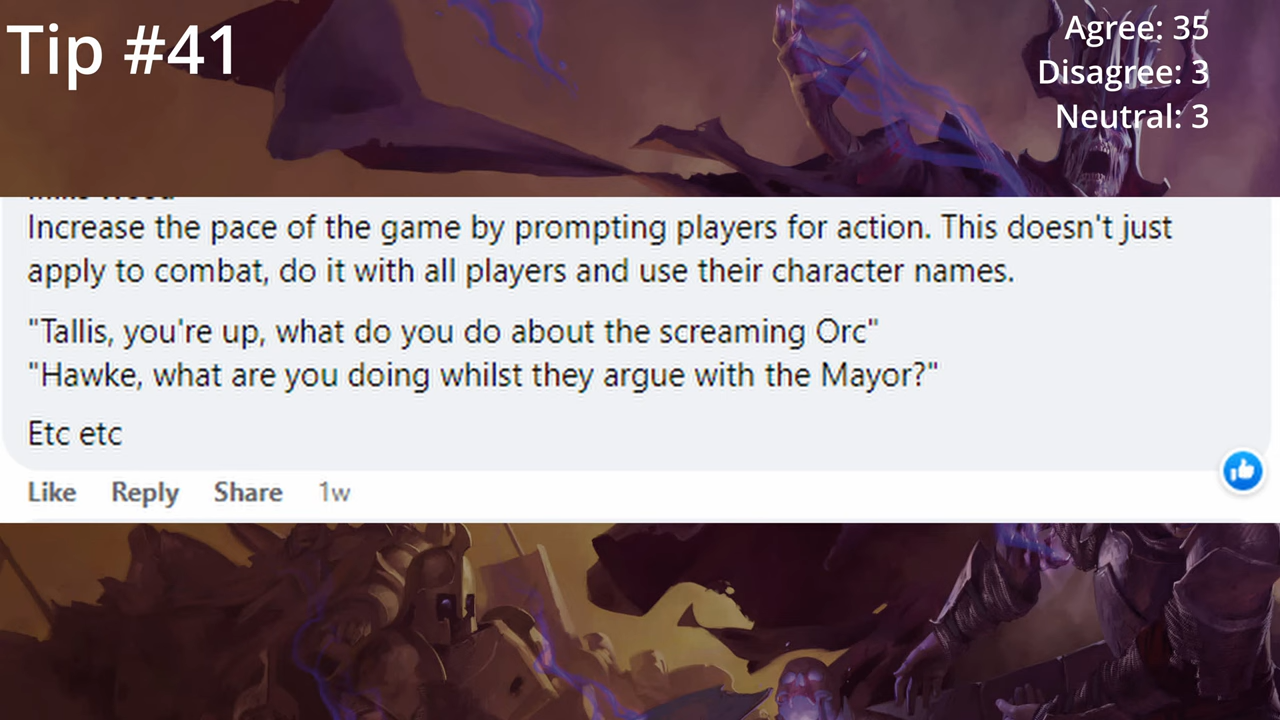 Tip #41
Agree: 35
Disagree: 3
Neutral: 3
Increase the pace of the game by prompting players for action. This doesn't just
apply to combat, do it with all players and use their character names.
"Tallis, you're up, what do you do about the screaming Orc"
"Hawke, what are you doing whilst they argue with the Mayor?"
Etc etc
Like Reply Share 1w